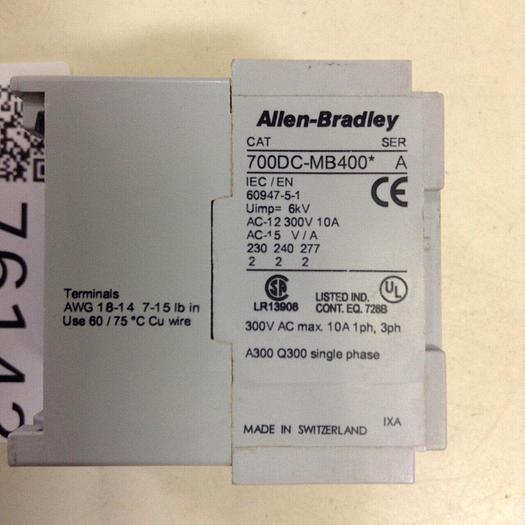 Allen-Bradley
CAT SER
700DC-MB400* A
IEC / EN
60947-5-1
Uimp= 6kV
AC-12 300V 10A
AC-15 V / A
230 240 277
2 2 2
CE
LR13908
LISTED IND.
CONT. EQ. 728B
UL
300V AC max. 10A 1ph, 3ph
A300 Q300 single phase
MADE IN SWITZERLAND IXA
Terminals
AWG 18-14 7-15 lb in
Use 60 / 75 °C Cu wire